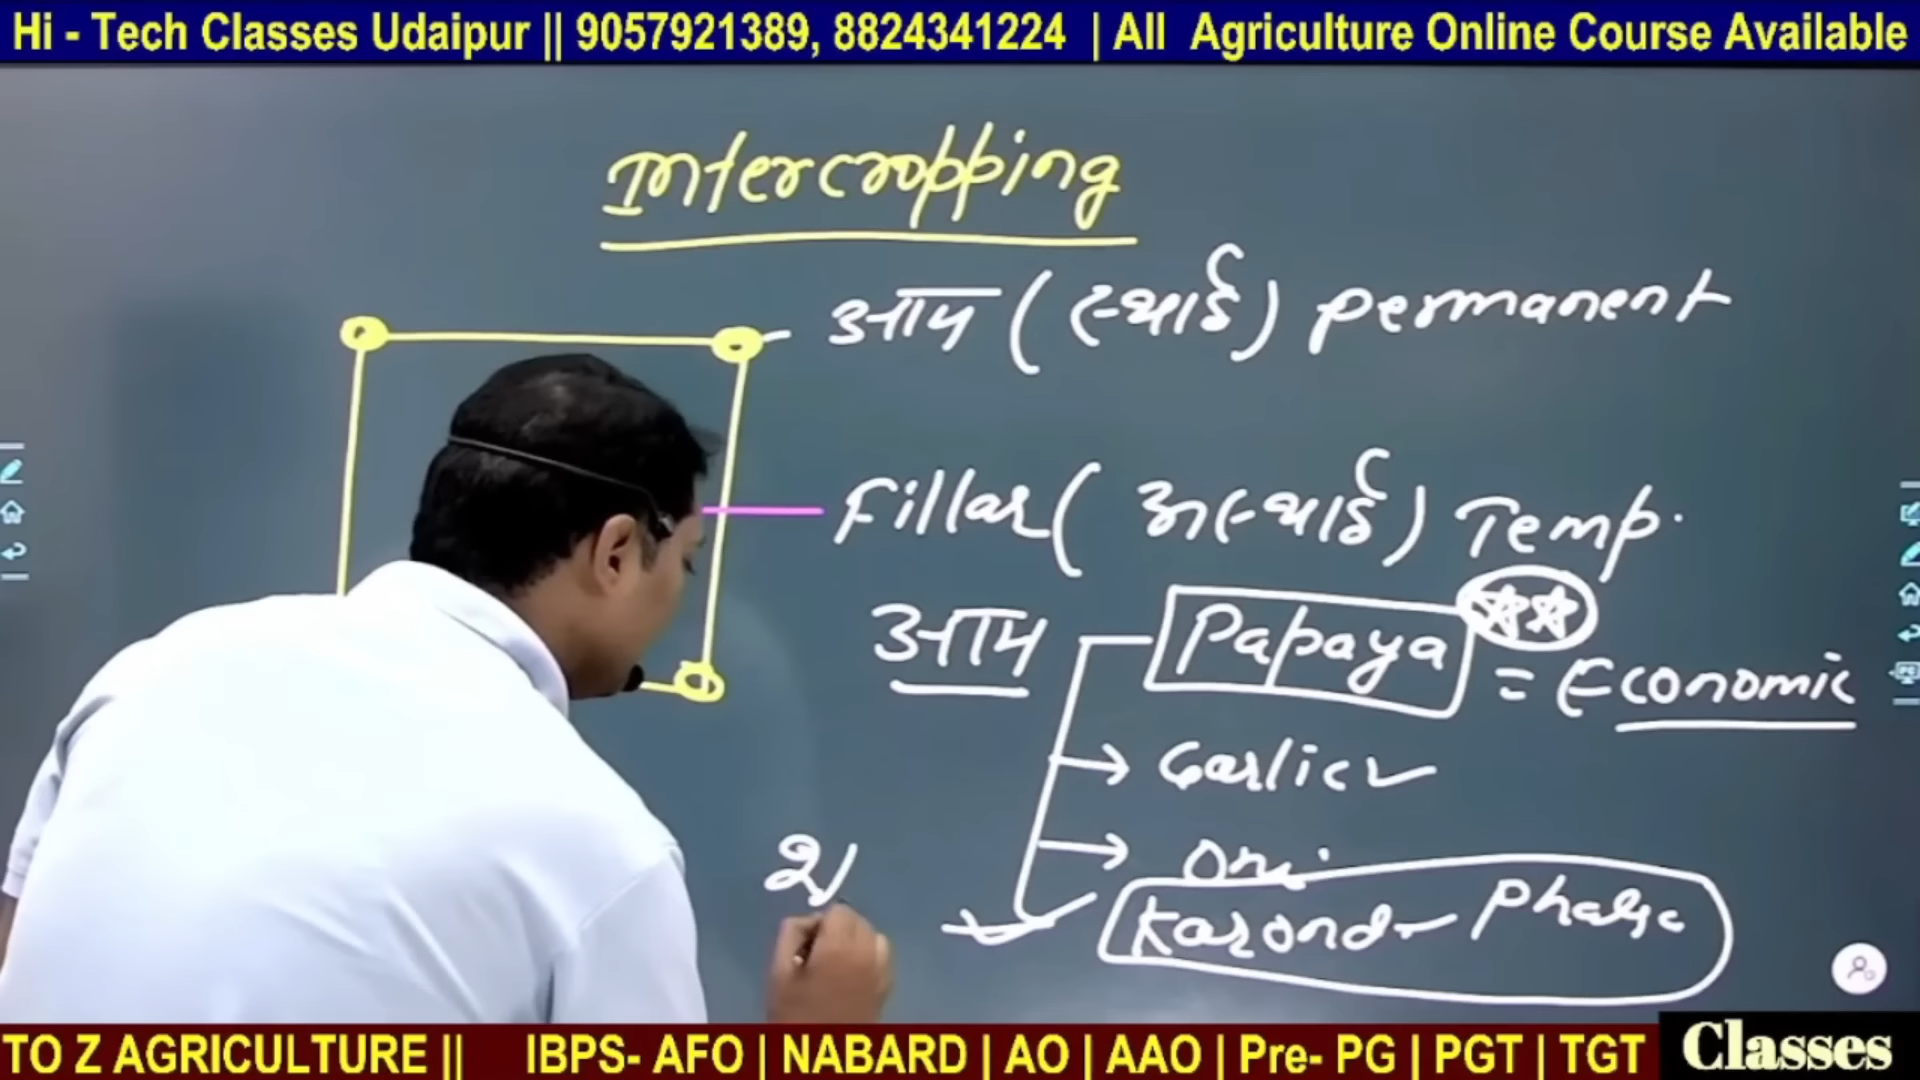 Hi - Tech Classes Udaipur || 9057921389, 8824341224 | All Agriculture Online Course Available
Intercropping
आम (स्थाई) permanent
Fillar (अस्थाई) Temp.
आम
Papaya
= Economic
Garlic
Oni
Karonda - Phalsa
TO Z AGRICULTURE || IBPS- AFO | NABARD | AO | AAO | Pre- PG | PGT | TGT
Classes